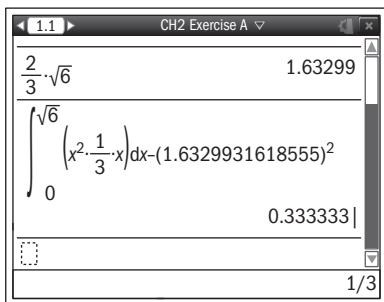 1.1 CH2 Exercise A
2/3·√6 1.63299
∫₀^√6 (x²·1/3·x)dx–(1.6329931618555)²
0.333333|
1/3